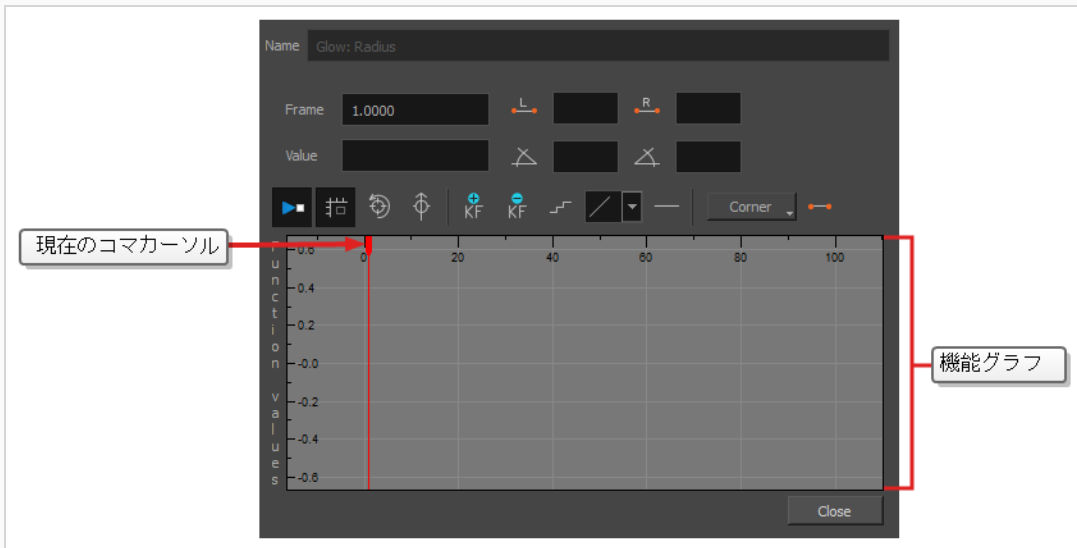 Name Glow: Radius
Frame 1.0000 L R
Value
KF KF Corner
現在のコマカーソル
Function values
0 20 40 60 80 100
-0.6
-0.4
-0.2
-0.0
-0.2
-0.4
-0.6
機能グラフ
Close